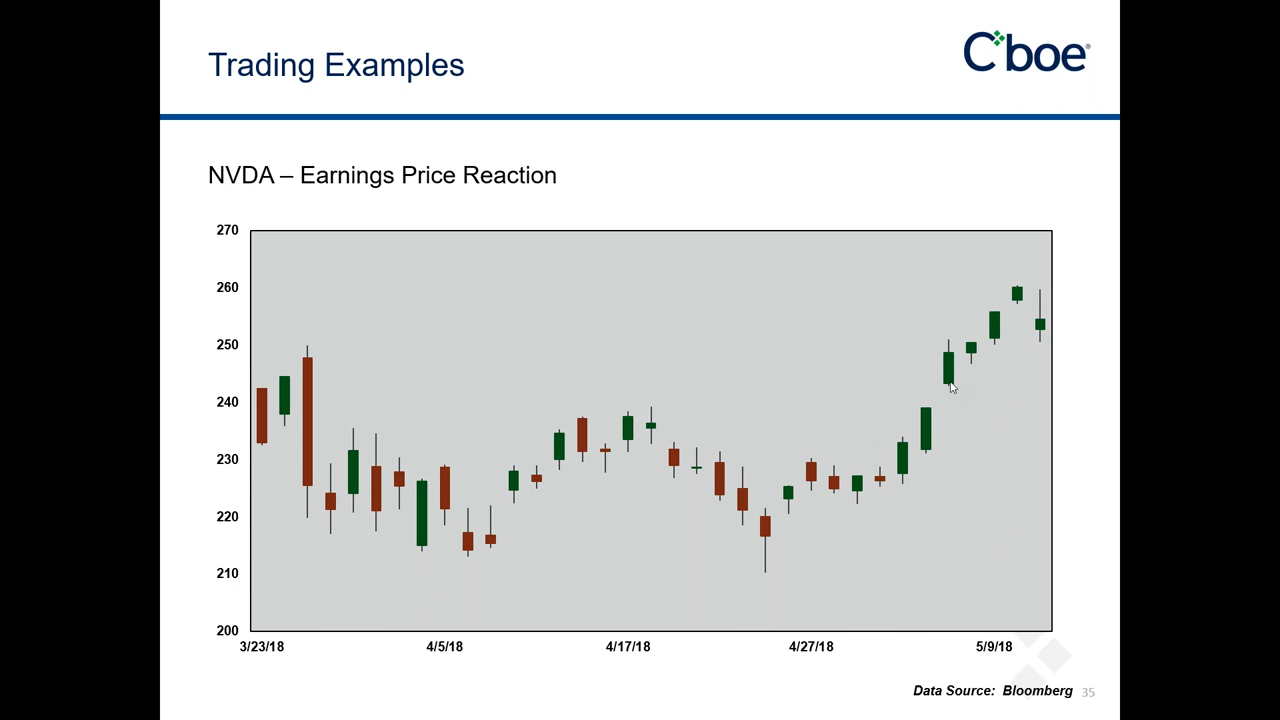 Trading Examples
Cboe®
NVDA – Earnings Price Reaction
270
260
250
240
230
220
210
200
3/23/18 4/5/18 4/17/18 4/27/18 5/9/18
Data Source: Bloomberg 35